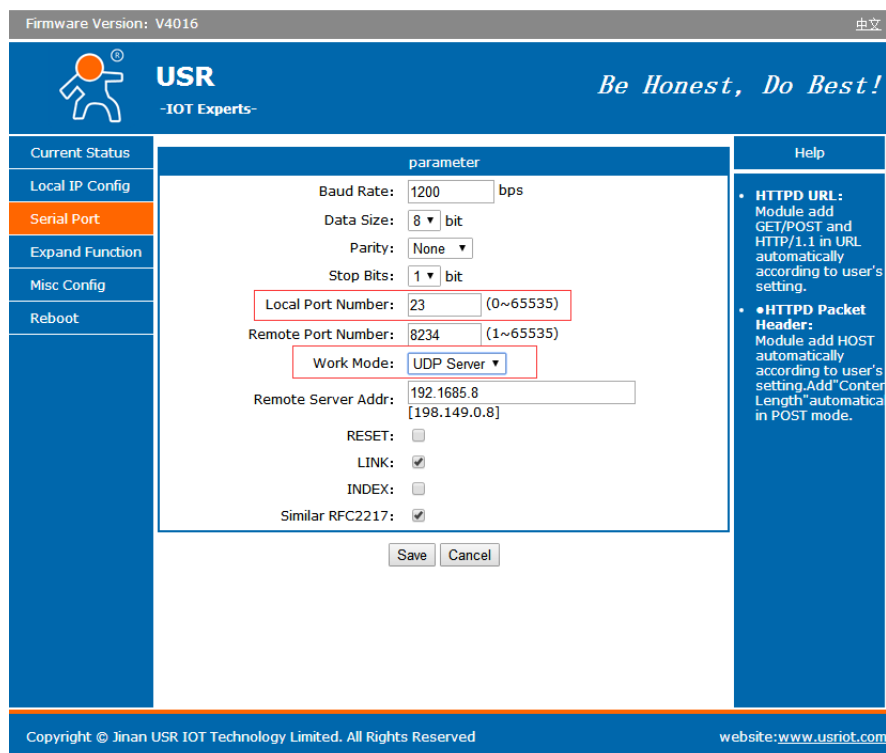 Firmware Version: V4016
中文
®
USR
-IOT Experts-
Be Honest, Do Best!
Current Status
Local IP Config
Serial Port
Expand Function
Misc Config
Reboot
parameter
Baud Rate: 1200 bps
Data Size: 8 bit
Parity: None
Stop Bits: 1 bit
Local Port Number: 23 (0~65535)
Remote Port Number: 8234 (1~65535)
Work Mode: UDP Server
Remote Server Addr: 192.1685.8
[198.149.0.8]
RESET:
LINK:
INDEX:
Similar RFC2217:
Save Cancel
Help
• HTTPD URL:
Module add
GET/POST and
HTTP/1.1 in URL
automatically
according to user's
setting.
• ●HTTPD Packet
Header:
Module add HOST
automatically
according to user's
setting.Add"Conter
Length"automatica
in POST mode.
Copyright © Jinan USR IOT Technology Limited. All Rights Reserved
website:www.usriot.com